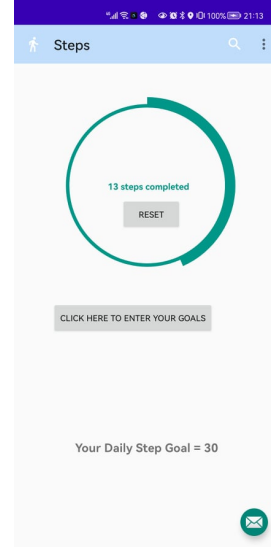 100% 21:13
Steps
13 steps completed
RESET
CLICK HERE TO ENTER YOUR GOALS
Your Daily Step Goal = 30